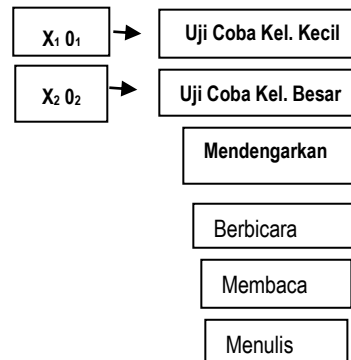 X₁ 0₁
Uji Coba Kel. Kecil
X₂ 0₂
Uji Coba Kel. Besar
Mendengarkan
Berbicara
Membaca
Menulis